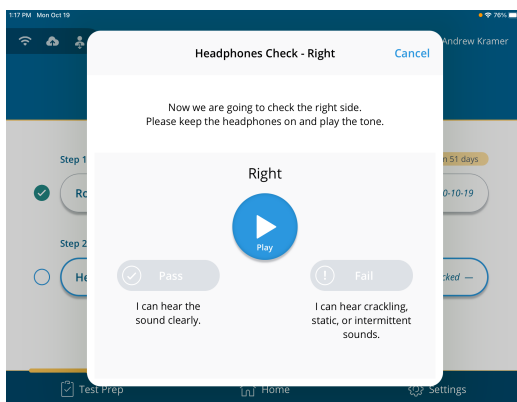 1:17 PM Mon Oct 19
76%
Andrew Kramer
Headphones Check - Right
Cancel
Now we are going to check the right side.
Please keep the headphones on and play the tone.
Step 1
n 51 days
Right
Ro
0-10-19
Play
Step 2
Pass
Fail
He
cked —
I can hear the
sound clearly.
I can hear crackling,
static, or intermittent
sounds.
Test Prep
Home
Settings